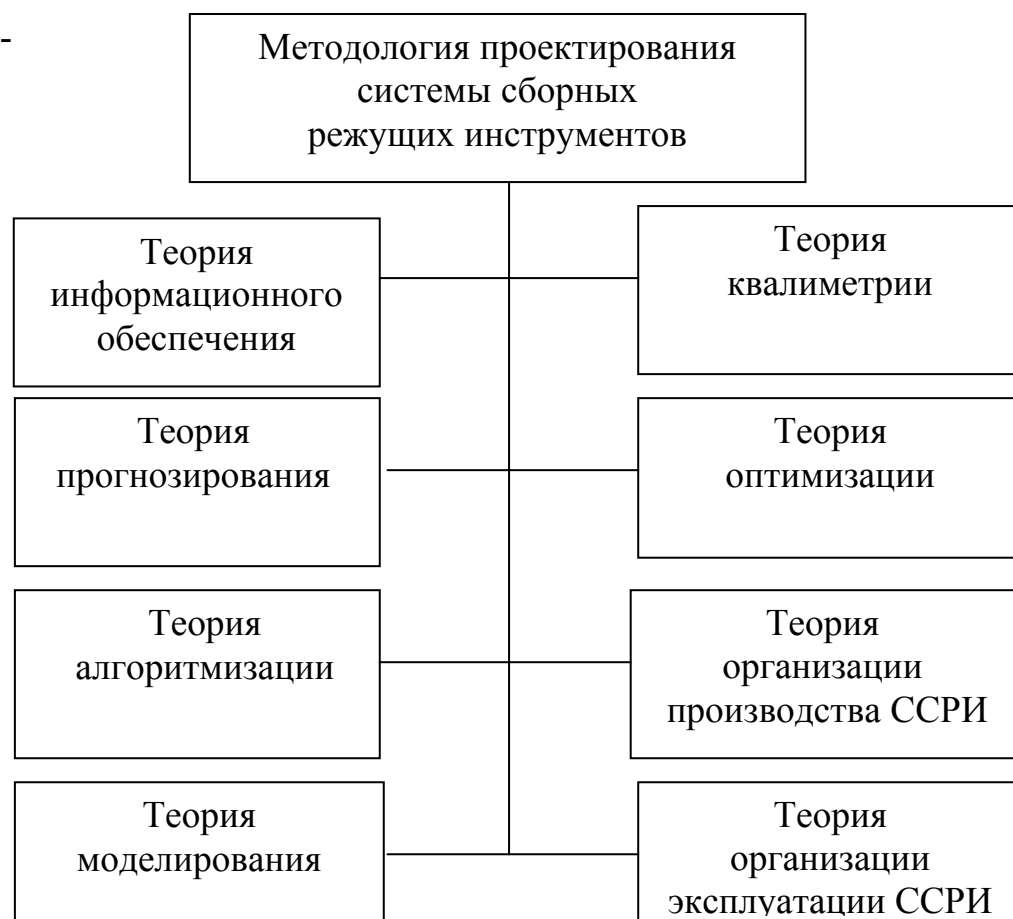 -
Методология проектирования
системы сборных
режущих инструментов
Теория
информационного
обеспечения
Теория
квалиметрии
Теория
прогнозирования
Теория
оптимизации
Теория
алгоритмизации
Теория
организации
производства ССРИ
Теория
моделирования
Теория
организации
эксплуатации ССРИ